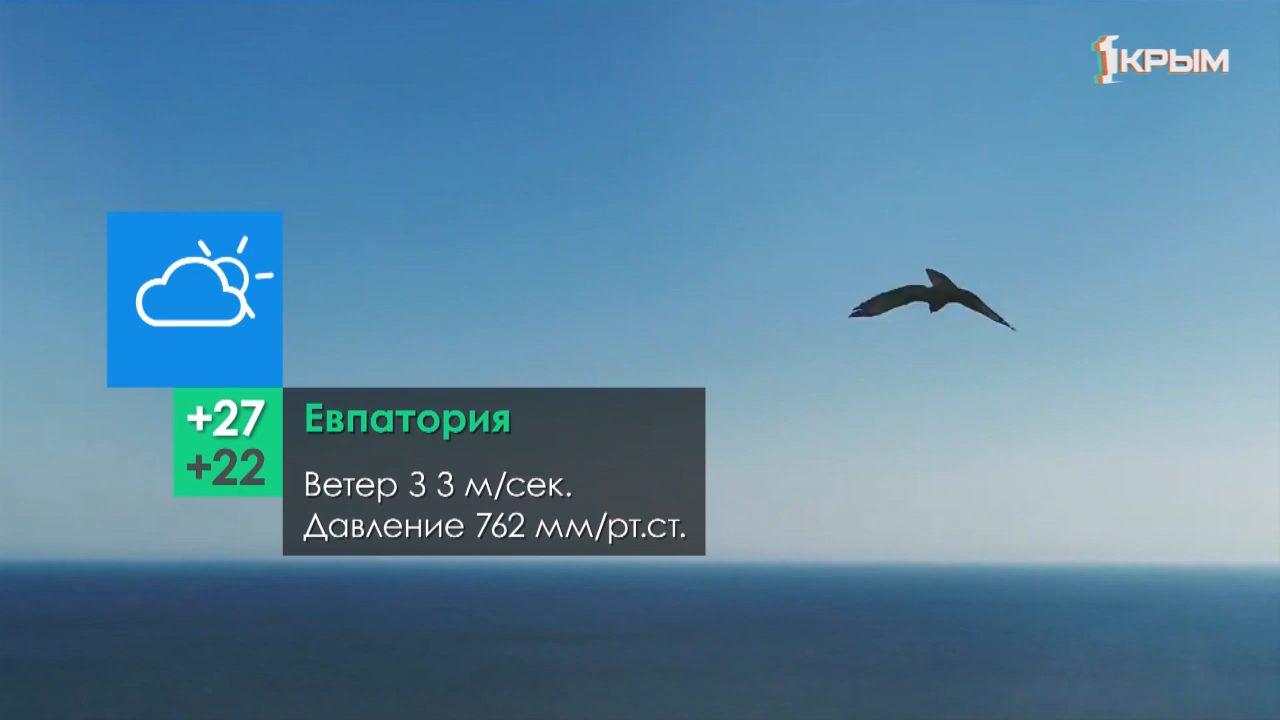 1КРЫМ
+27
+22
Евпатория
Ветер 3 3 м/сек.
Давление 762 мм/рт.ст.